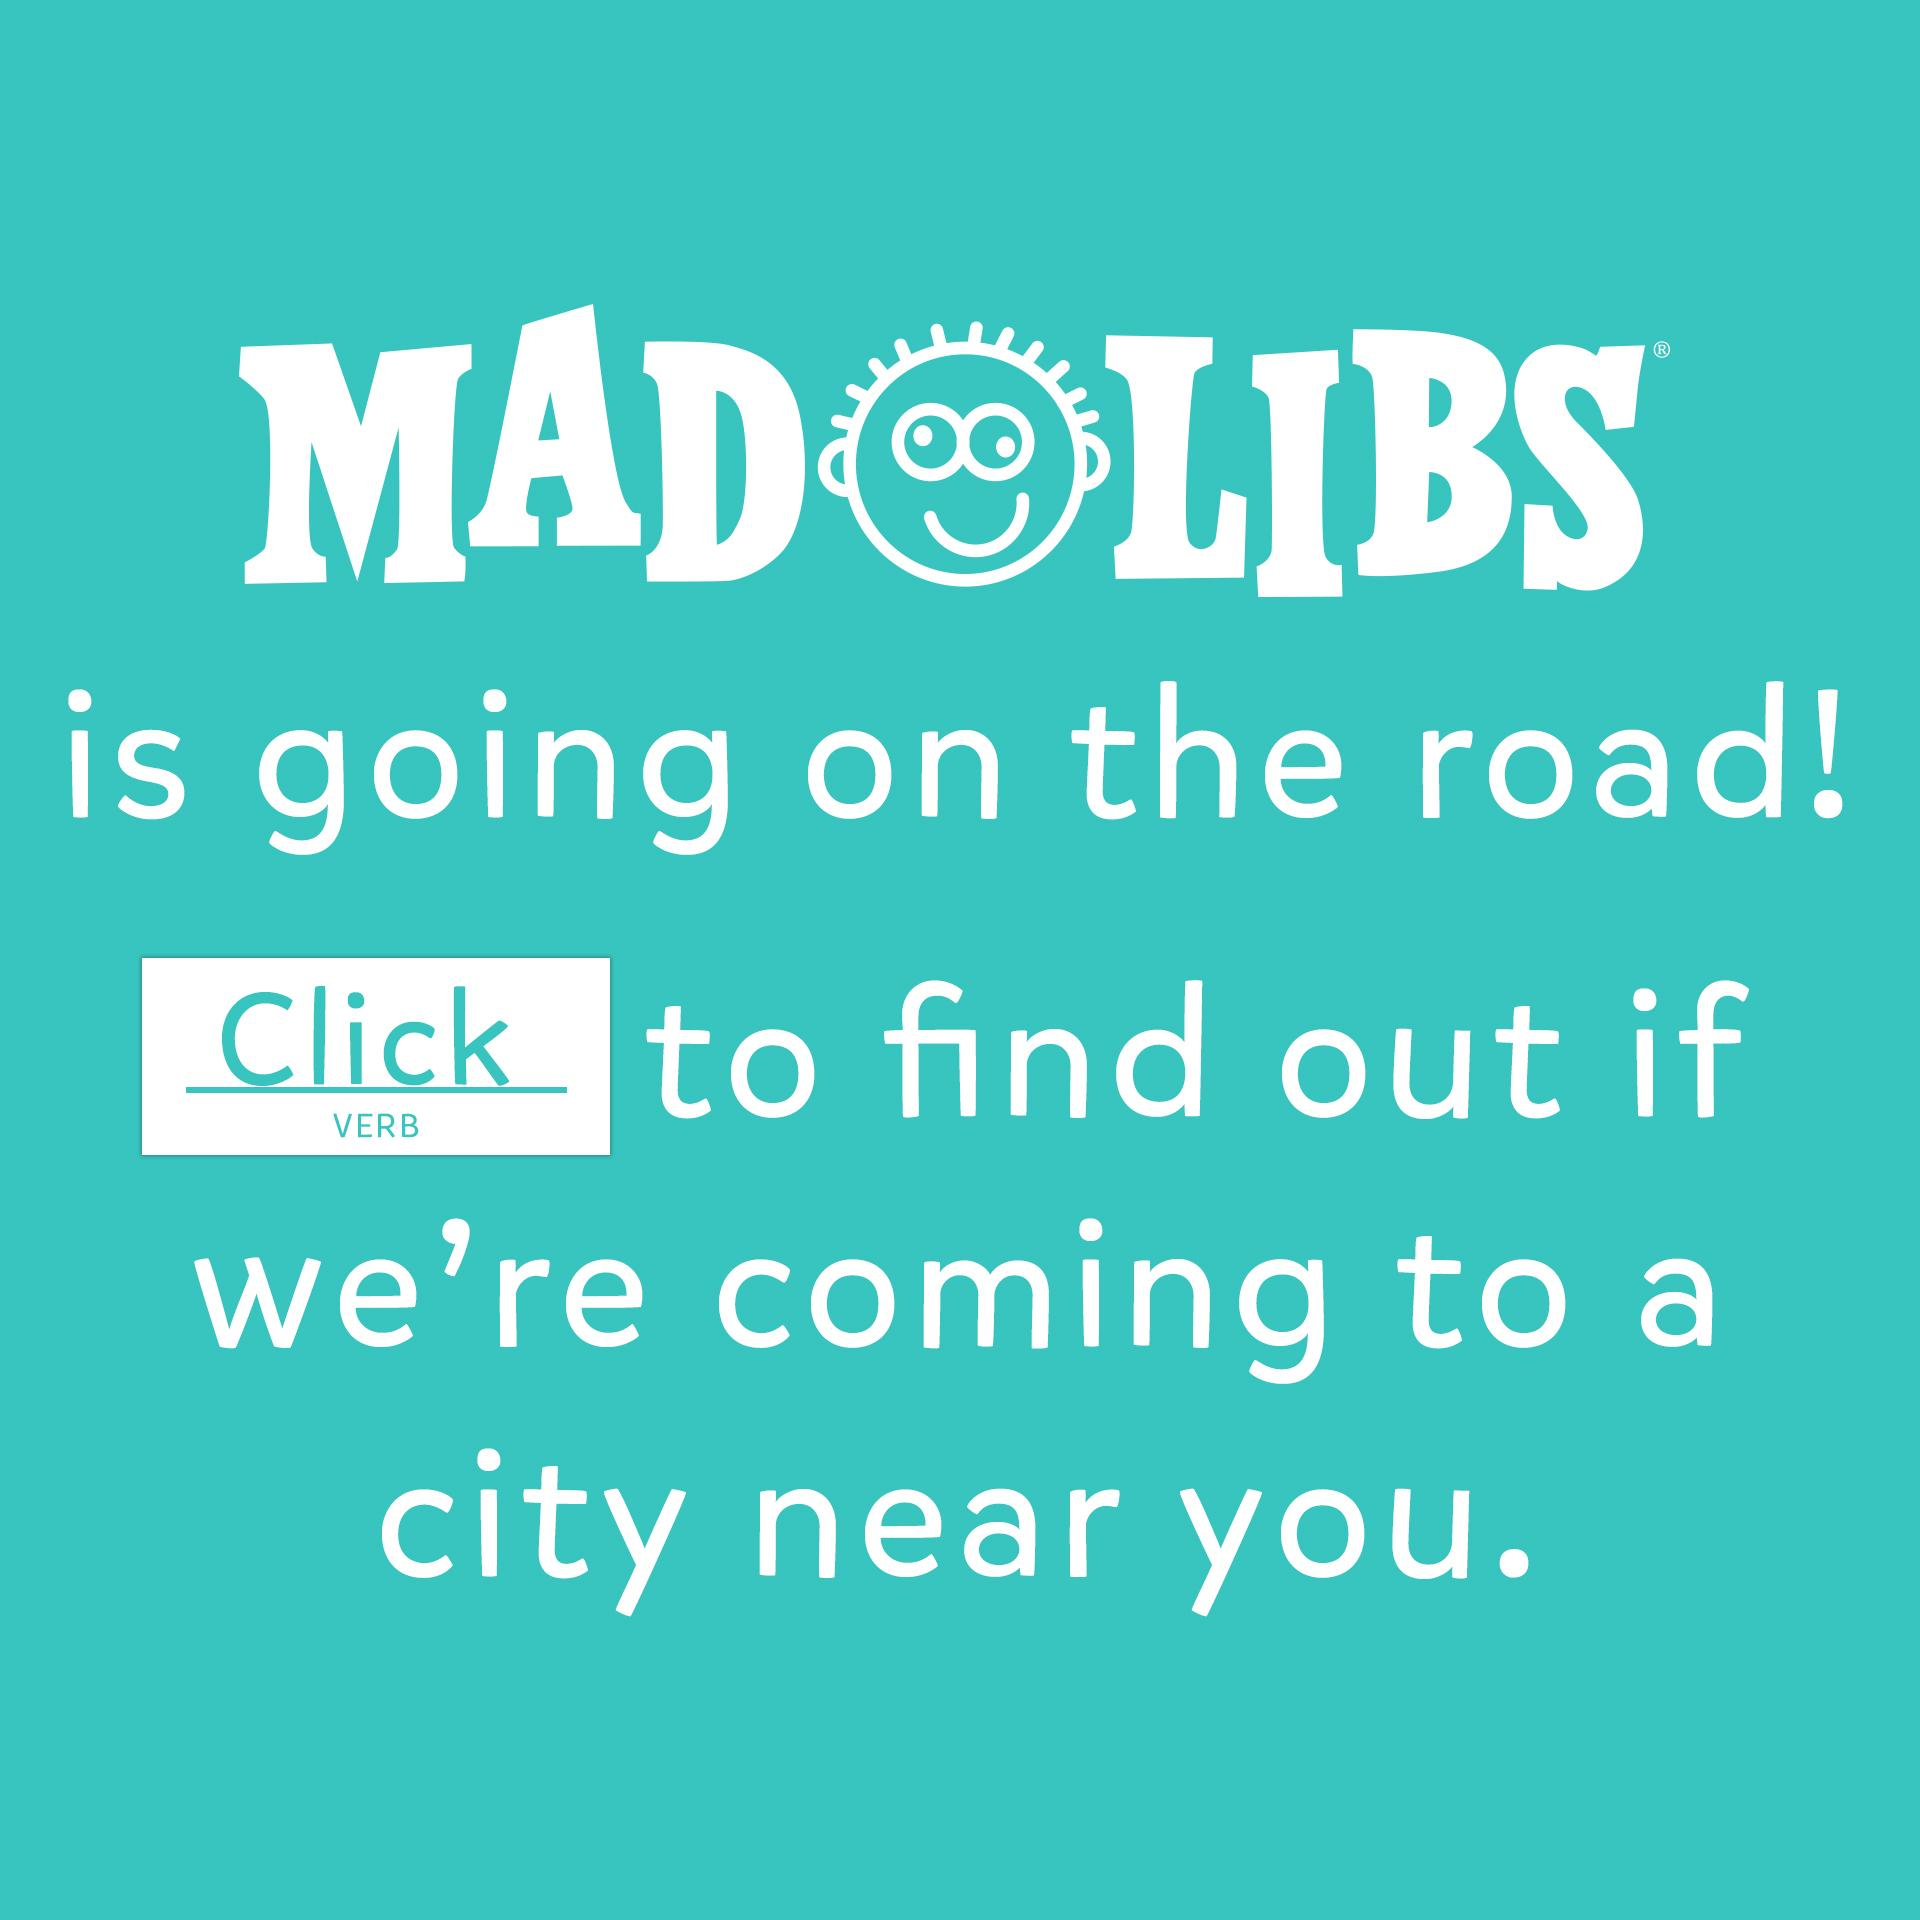 MAD LIBS®
is going on the road!
Click to find out if
VERB
we’re coming to a
city near you.